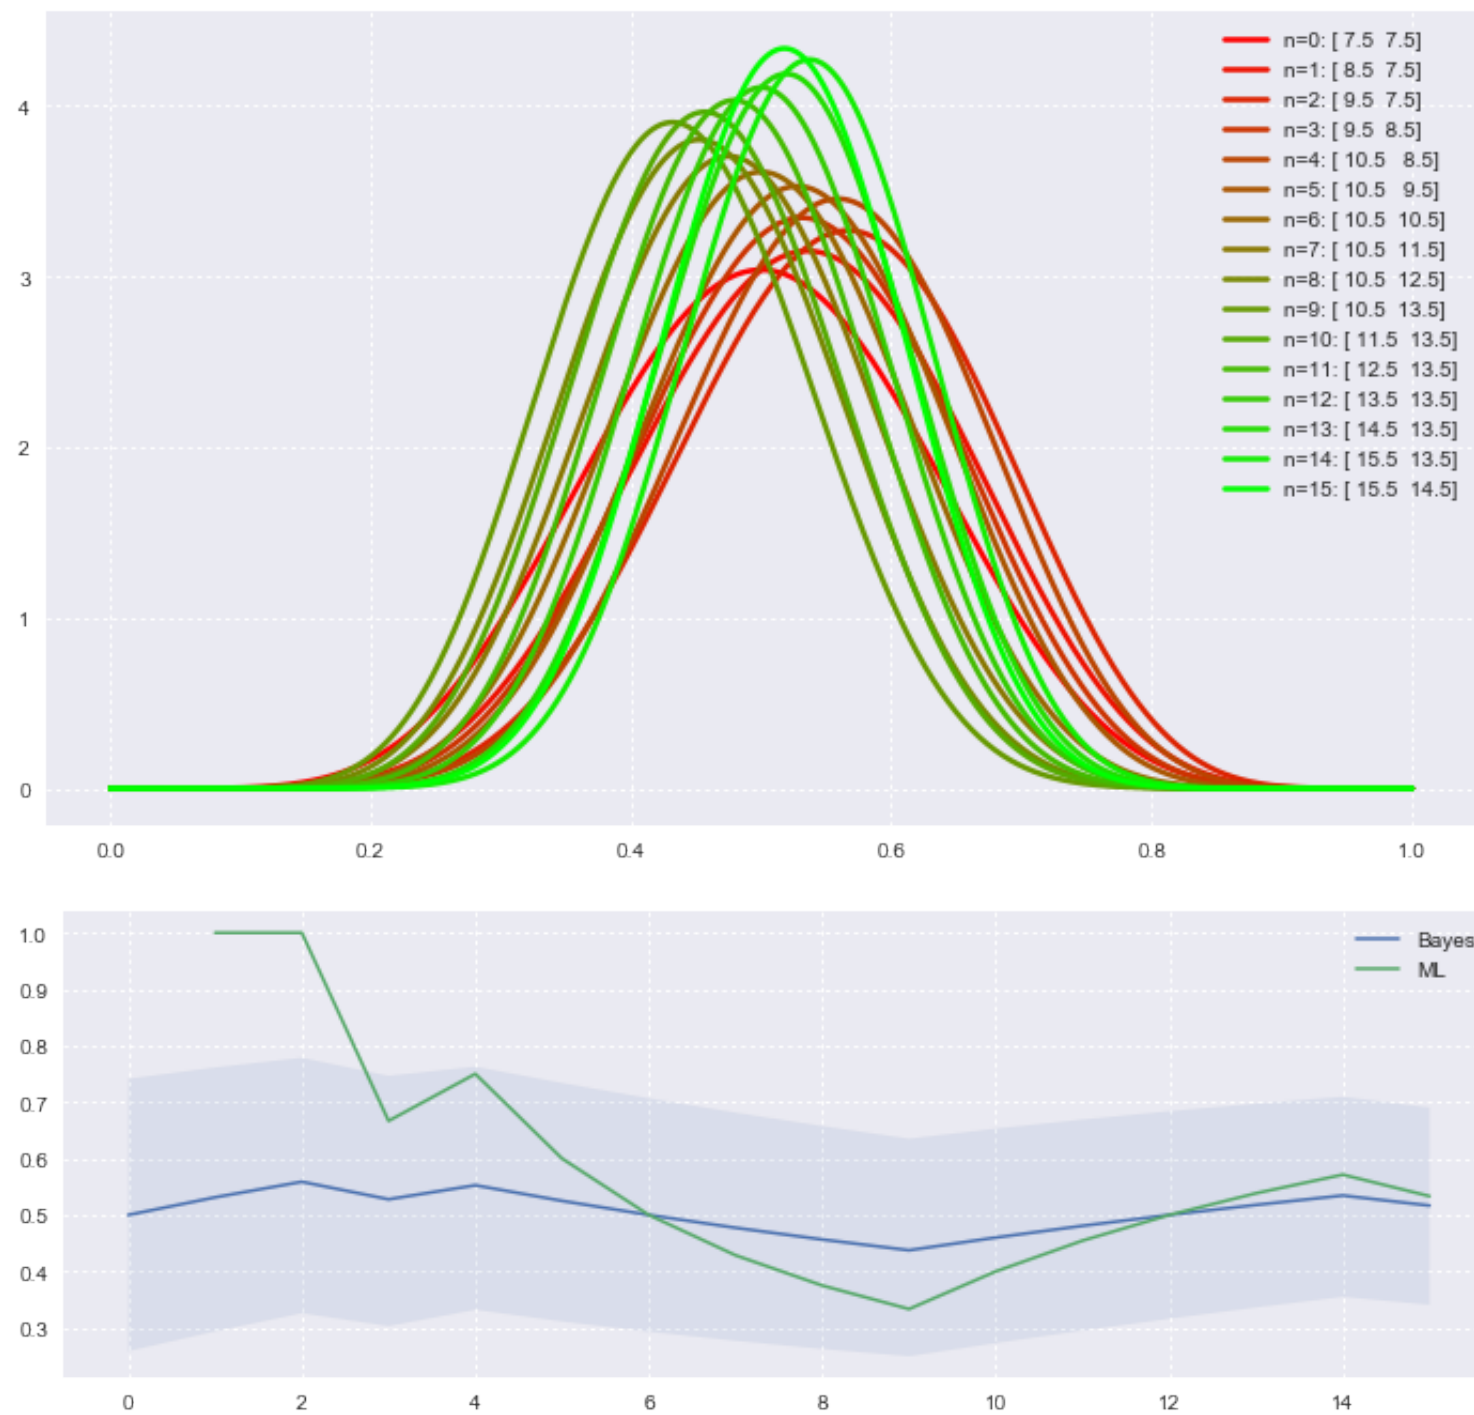 4
3
2
1
0
0.0 0.2 0.4 0.6 0.8 1.0
n=0: [ 7.5 7.5]
n=1: [ 8.5 7.5]
n=2: [ 9.5 7.5]
n=3: [ 9.5 8.5]
n=4: [ 10.5 8.5]
n=5: [ 10.5 9.5]
n=6: [ 10.5 10.5]
n=7: [ 10.5 11.5]
n=8: [ 10.5 12.5]
n=9: [ 10.5 13.5]
n=10: [ 11.5 13.5]
n=11: [ 12.5 13.5]
n=12: [ 13.5 13.5]
n=13: [ 14.5 13.5]
n=14: [ 15.5 13.5]
n=15: [ 15.5 14.5]
1.0
0.9
0.8
0.7
0.6
0.5
0.4
0.3
0 2 4 6 8 10 12 14
Bayes
ML